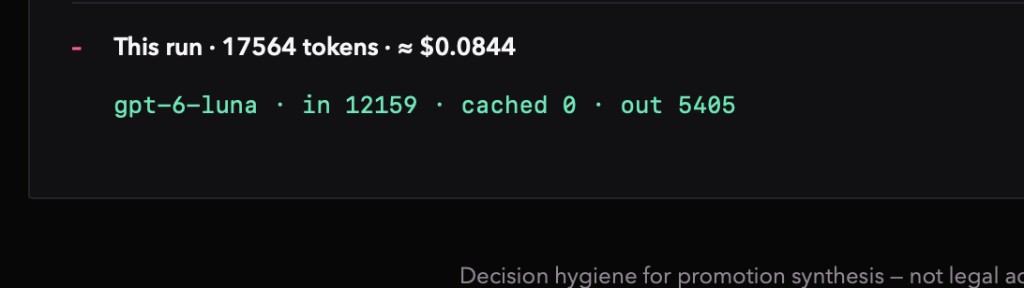 - This run · 17564 tokens · ≈ $0.0844
gpt-6-luna · in 12159 · cached 0 · out 5405
Decision hygiene for promotion synthesis — not legal